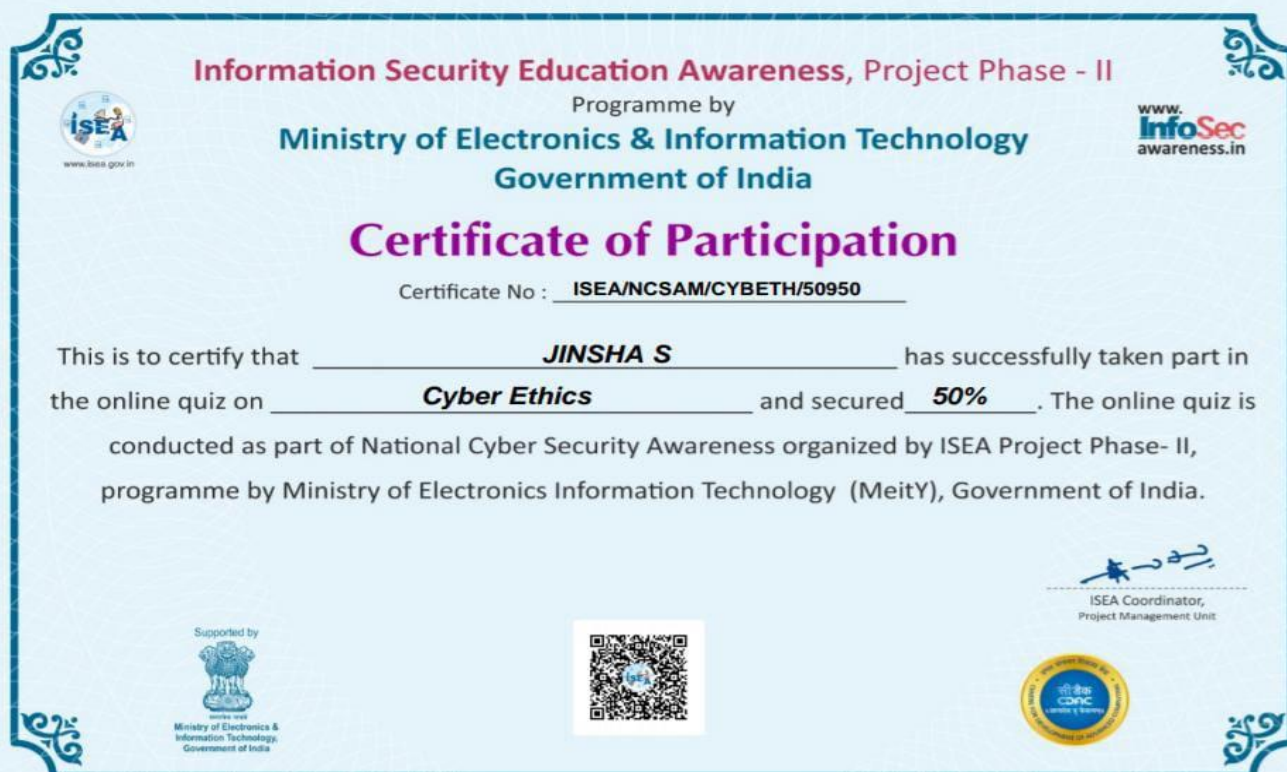 Information Security Education Awareness, Project Phase - II
Programme by
Ministry of Electronics & Information Technology
Government of India
iSEA
www.isea.gov.in
www.
InfoSec
awareness.in
Certificate of Participation
Certificate No : ISEA/NCSAM/CYBETH/50950
This is to certify that JINSHA S has successfully taken part in
the online quiz on Cyber Ethics and secured 50% . The online quiz is
conducted as part of National Cyber Security Awareness organized by ISEA Project Phase- II,
programme by Ministry of Electronics Information Technology (MeitY), Government of India.
ISEA Coordinator,
Project Management Unit
Supported by
Ministry of Electronics &
Information Technology,
Government of India
iSEA
सी डैक
CDAC